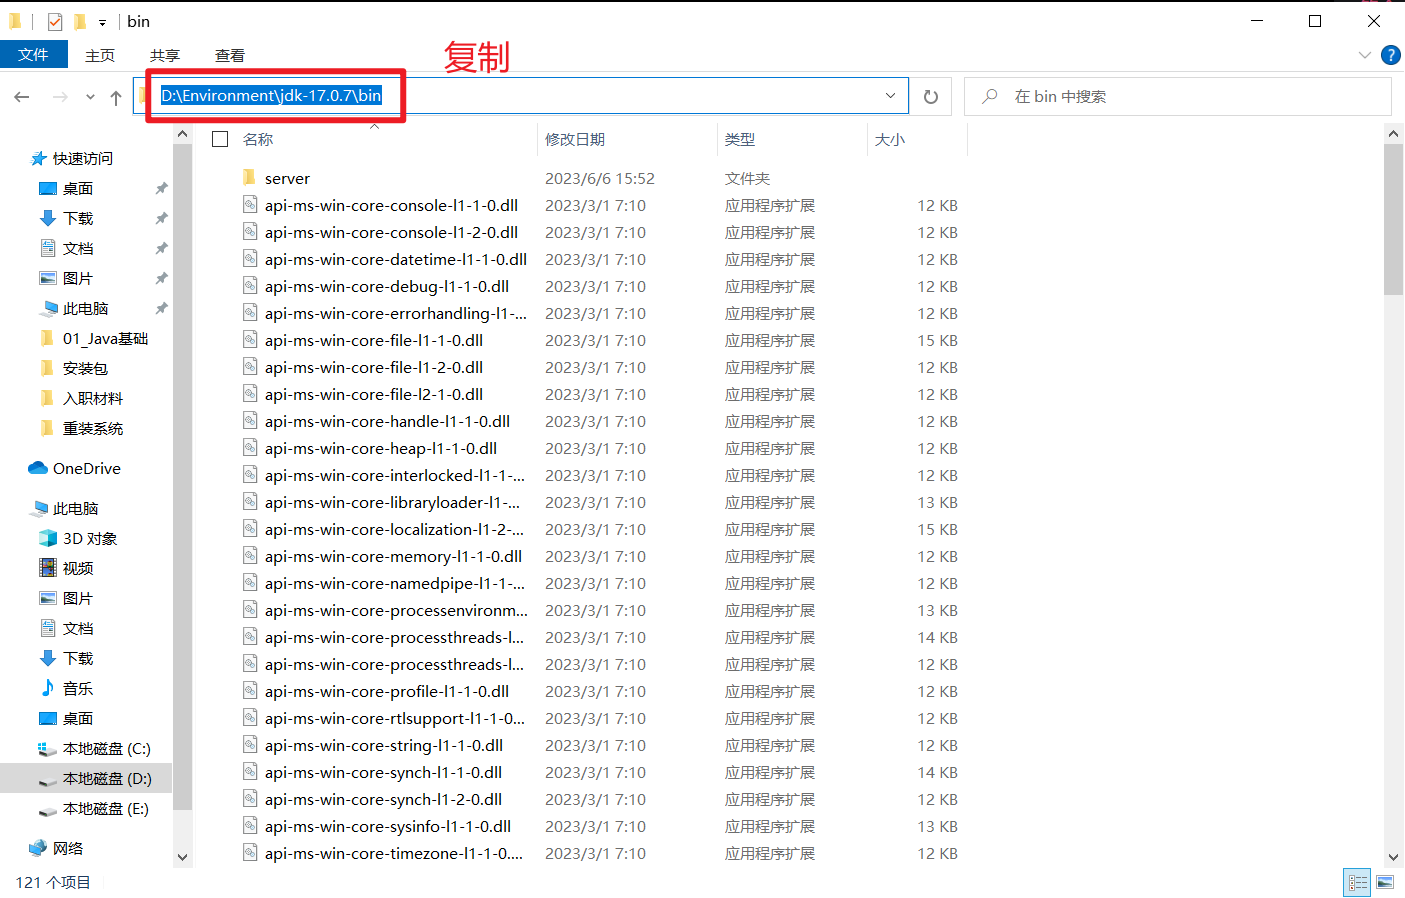 bin
文件 主页 共享 查看
复制
D:\Environment\jdk-17.0.7\bin
在 bin 中搜索
名称 修改日期 类型 大小
快速访问
桌面
下载
文档
图片
此电脑
01_Java基础
安装包
入职材料
重装系统
OneDrive
此电脑
3D 对象
视频
图片
文档
下载
音乐
桌面
本地磁盘 (C:)
本地磁盘 (D:)
本地磁盘 (E:)
网络
server 2023/6/6 15:52 文件夹
api-ms-win-core-console-l1-1-0.dll 2023/3/1 7:10 应用程序扩展 12 KB
api-ms-win-core-console-l1-2-0.dll 2023/3/1 7:10 应用程序扩展 12 KB
api-ms-win-core-datetime-l1-1-0.dll 2023/3/1 7:10 应用程序扩展 12 KB
api-ms-win-core-debug-l1-1-0.dll 2023/3/1 7:10 应用程序扩展 12 KB
api-ms-win-core-errorhandling-l1-... 2023/3/1 7:10 应用程序扩展 12 KB
api-ms-win-core-file-l1-1-0.dll 2023/3/1 7:10 应用程序扩展 15 KB
api-ms-win-core-file-l1-2-0.dll 2023/3/1 7:10 应用程序扩展 12 KB
api-ms-win-core-file-l2-1-0.dll 2023/3/1 7:10 应用程序扩展 12 KB
api-ms-win-core-handle-l1-1-0.dll 2023/3/1 7:10 应用程序扩展 12 KB
api-ms-win-core-heap-l1-1-0.dll 2023/3/1 7:10 应用程序扩展 12 KB
api-ms-win-core-interlocked-l1-1-... 2023/3/1 7:10 应用程序扩展 12 KB
api-ms-win-core-libraryloader-l1-... 2023/3/1 7:10 应用程序扩展 13 KB
api-ms-win-core-localization-l1-2-... 2023/3/1 7:10 应用程序扩展 15 KB
api-ms-win-core-memory-l1-1-0.dll 2023/3/1 7:10 应用程序扩展 12 KB
api-ms-win-core-namedpipe-l1-1-... 2023/3/1 7:10 应用程序扩展 12 KB
api-ms-win-core-processenvironm... 2023/3/1 7:10 应用程序扩展 13 KB
api-ms-win-core-processthreads-l... 2023/3/1 7:10 应用程序扩展 14 KB
api-ms-win-core-processthreads-l... 2023/3/1 7:10 应用程序扩展 12 KB
api-ms-win-core-profile-l1-1-0.dll 2023/3/1 7:10 应用程序扩展 12 KB
api-ms-win-core-rtlsupport-l1-1-0... 2023/3/1 7:10 应用程序扩展 12 KB
api-ms-win-core-string-l1-1-0.dll 2023/3/1 7:10 应用程序扩展 12 KB
api-ms-win-core-synch-l1-1-0.dll 2023/3/1 7:10 应用程序扩展 14 KB
api-ms-win-core-synch-l1-2-0.dll 2023/3/1 7:10 应用程序扩展 12 KB
api-ms-win-core-sysinfo-l1-1-0.dll 2023/3/1 7:10 应用程序扩展 13 KB
api-ms-win-core-timezone-l1-1-0.... 2023/3/1 7:10 应用程序扩展 12 KB
121 个项目